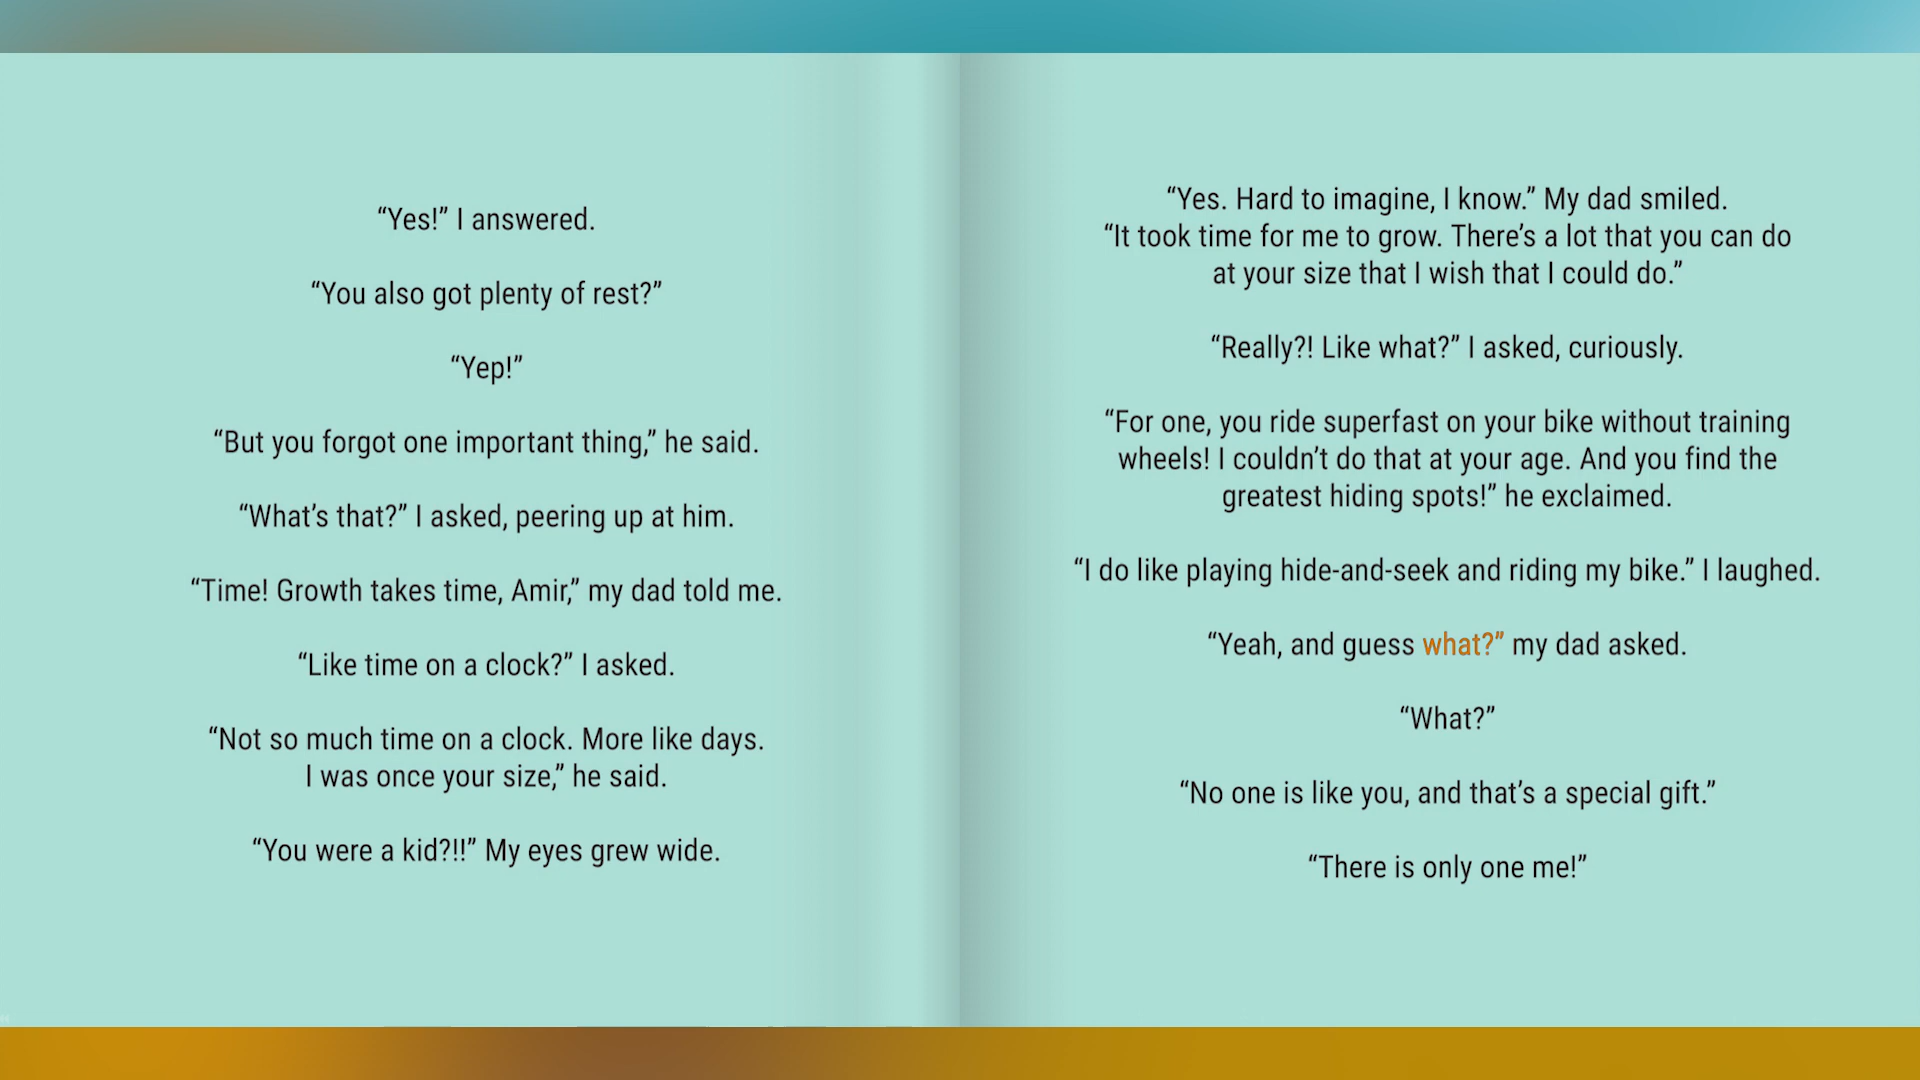 “Yes!” I answered.
“You also got plenty of rest?”
“Yep!”
“But you forgot one important thing,” he said.
“What’s that?” I asked, peering up at him.
“Time! Growth takes time, Amir,” my dad told me.
“Like time on a clock?” I asked.
“Not so much time on a clock. More like days.
I was once your size,” he said.
“You were a kid?!!” My eyes grew wide.
“Yes. Hard to imagine, I know.” My dad smiled.
“It took time for me to grow. There’s a lot that you can do
at your size that I wish that I could do.”
“Really?! Like what?” I asked, curiously.
“For one, you ride superfast on your bike without training
wheels! I couldn’t do that at your age. And you find the
greatest hiding spots!” he exclaimed.
“I do like playing hide-and-seek and riding my bike.” I laughed.
“Yeah, and guess what?” my dad asked.
“What?”
“No one is like you, and that’s a special gift.”
“There is only one me!”